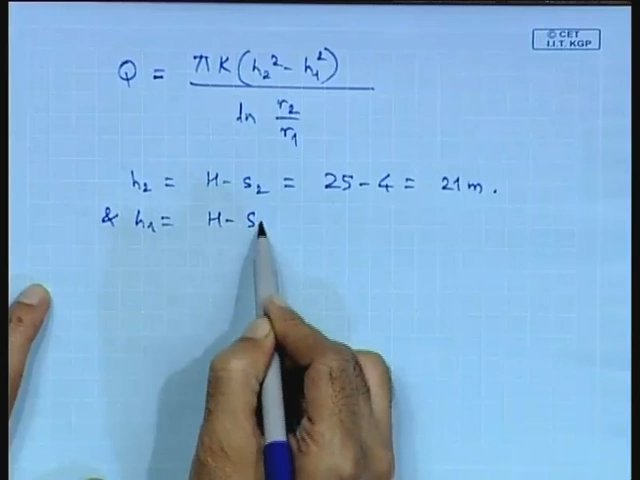 © CET
I.I.T. KGP
Q = πK(h₂² - h₁²)
ln r₂/r₁
h₂ = H - s₂ = 25 - 4 = 21 m.
& h₁ = H - S